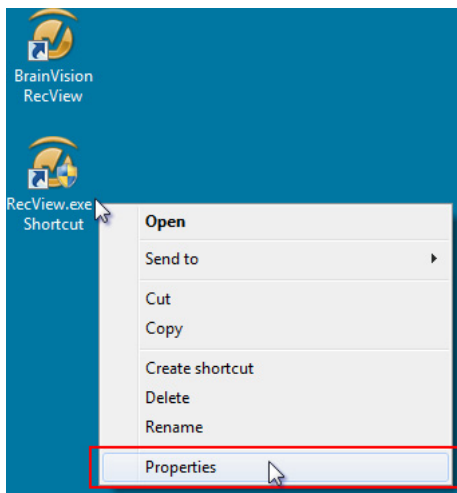 BrainVision
RecView
RecView.exe
Shortcut
Open
Send to
Cut
Copy
Create shortcut
Delete
Rename
Properties